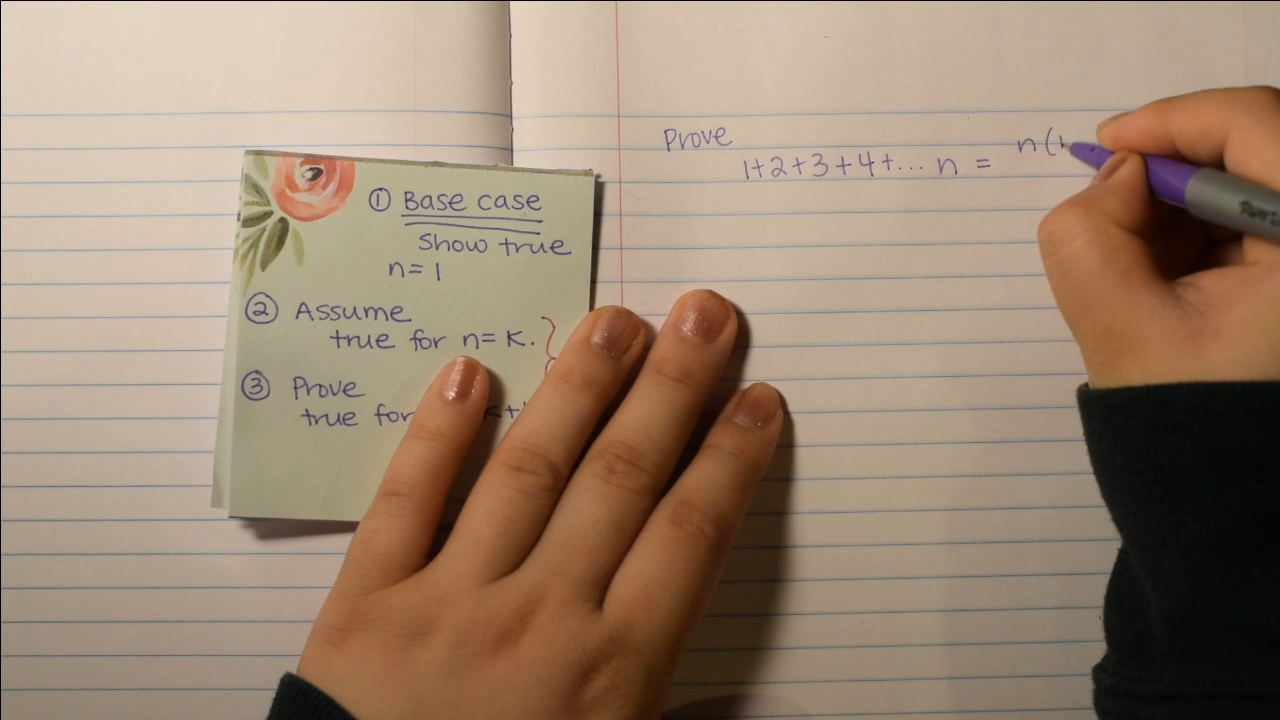 ① Base case
Show true
n= 1
② Assume
true for n= K.
③ Prove
true for
Prove
1+2+3+4+... n = n(